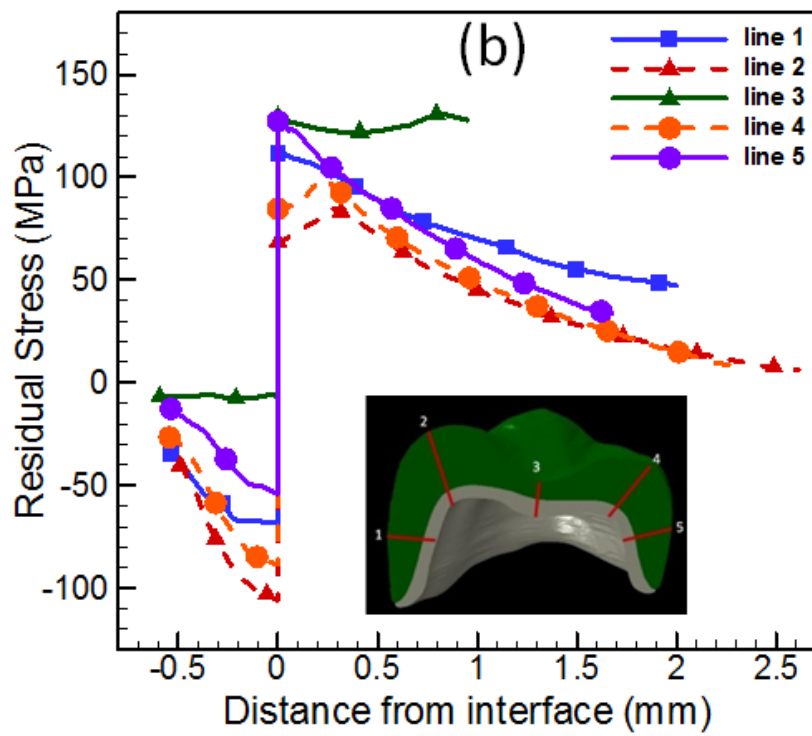 (b)
line 1
line 2
line 3
line 4
line 5
Residual Stress (MPa)
150
100
50
0
-50
-100
2
3
4
1
5
-0.5
0
0.5
1
1.5
2
2.5
Distance from interface (mm)